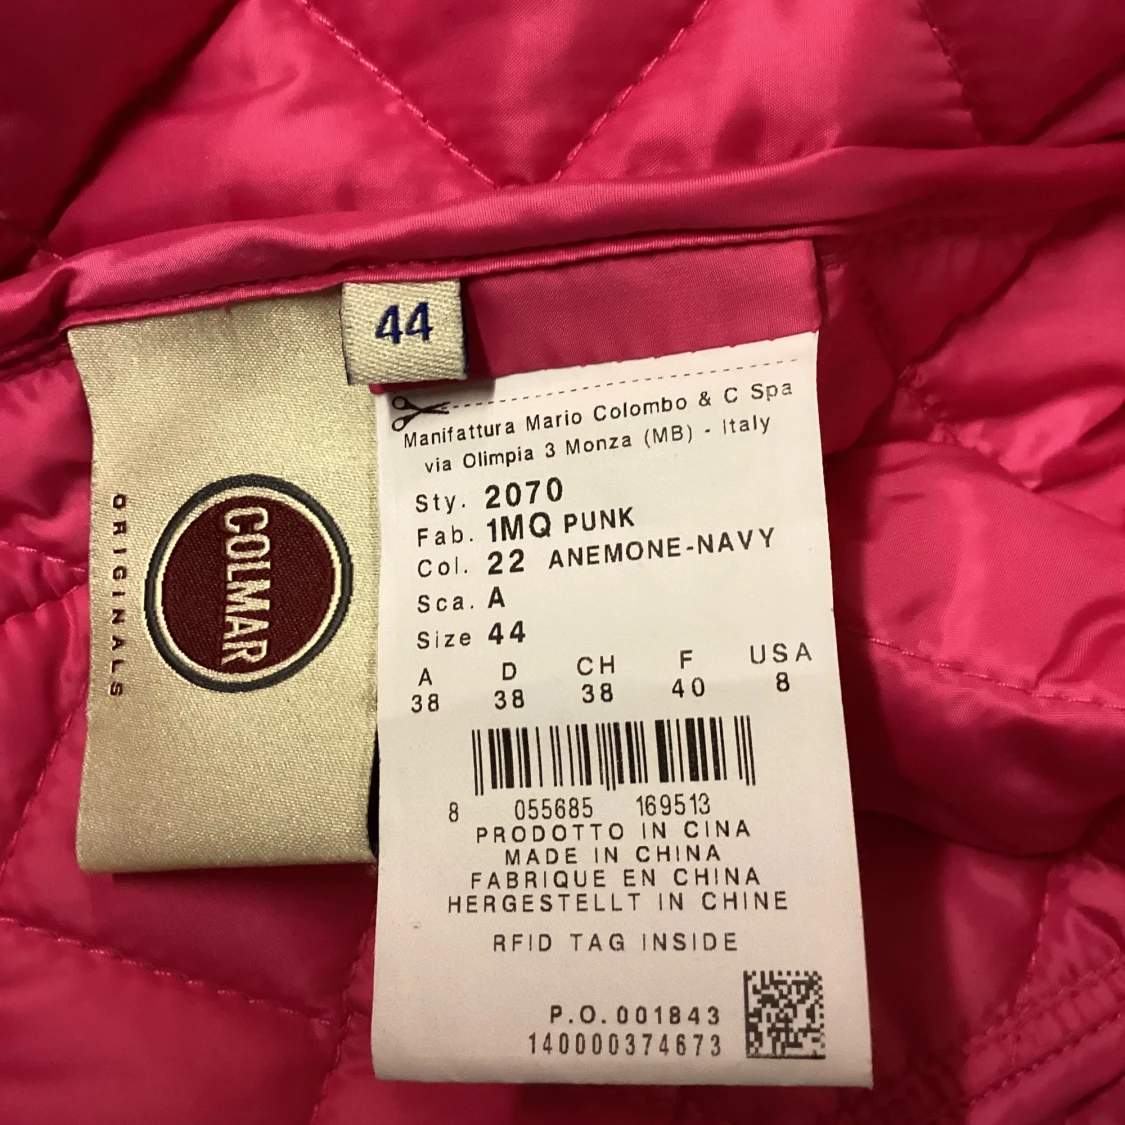 44
COLMAR
ORIGINALS
Manifattura Mario Colombo & C Spa
via Olimpia 3 Monza (MB) - Italy
Sty. 2070
Fab. 1MQ PUNK
Col. 22 ANEMONE-NAVY
Sca. A
Size 44
A D CH F USA
38 38 38 40 8
8 055685 169513
PRODOTTO IN CINA
MADE IN CHINA
FABRIQUE EN CHINA
HERGESTELLT IN CHINE
RFID TAG INSIDE
P.O. 001843
140000374673